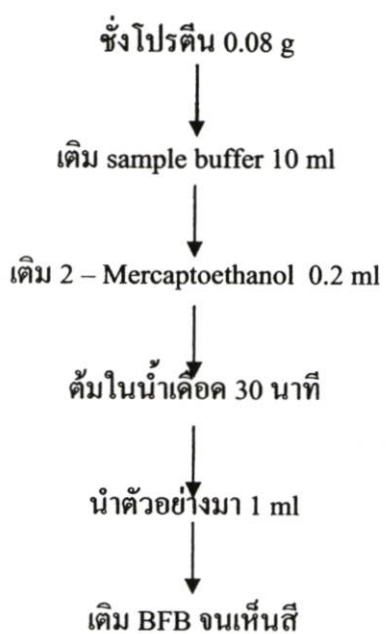 ชั่งโปรตีน 0.08 g
เติม sample buffer 10 ml
เติม 2 – Mercaptoethanol 0.2 ml
ต้มในน้ำเดือด 30 นาที
นำตัวอย่างมา 1 ml
เติม BFB จนเห็นสี